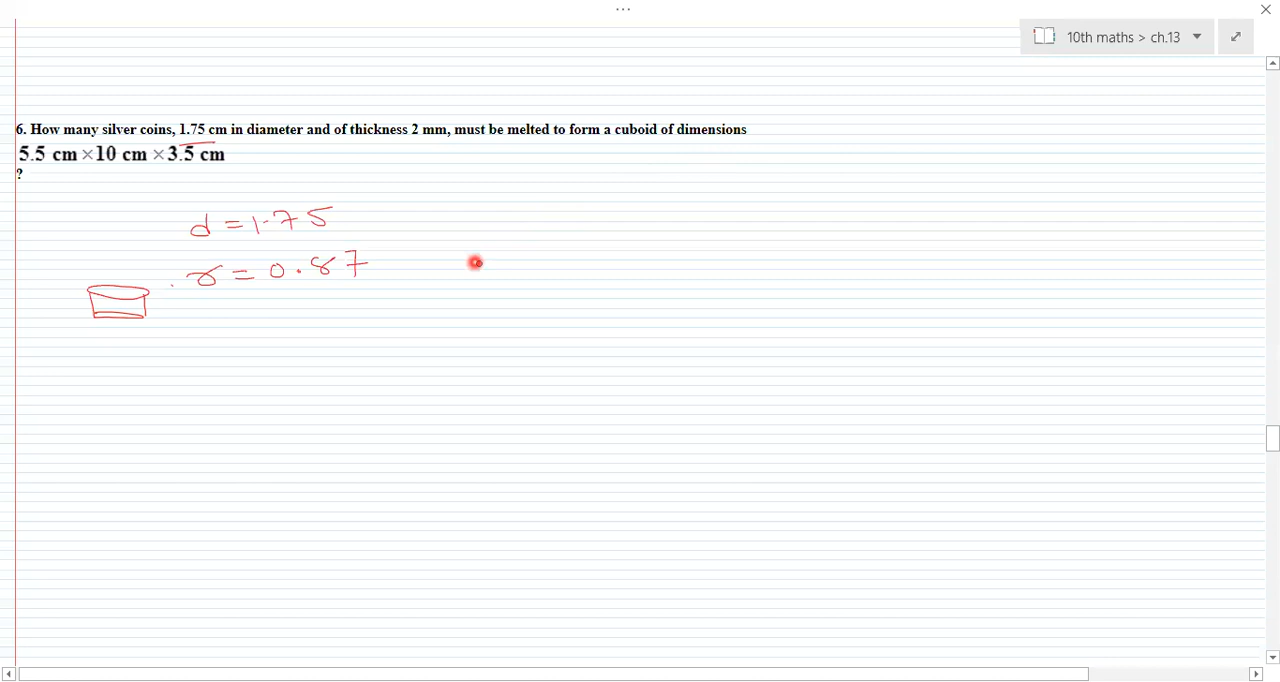 ...
10th maths > ch.13
6. How many silver coins, 1.75 cm in diameter and of thickness 2 mm, must be melted to form a cuboid of dimensions
5.5 cm ×10 cm ×3.5 cm
?
d = 1.75
r = 0.87